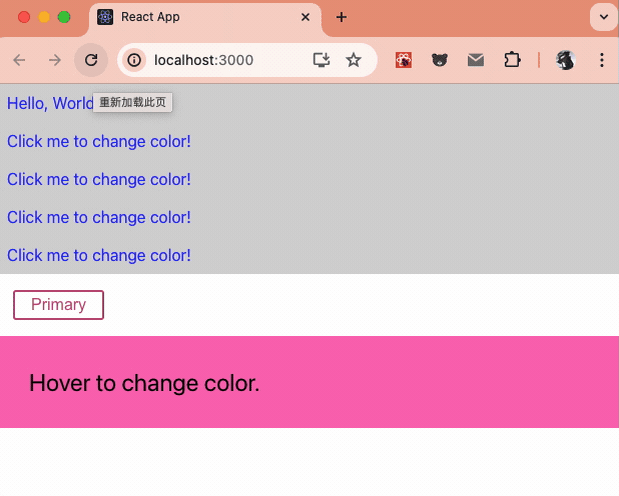 React App
localhost:3000
Hello, World
重新加载此页
Click me to change color!
Click me to change color!
Click me to change color!
Click me to change color!
Primary
Hover to change color.